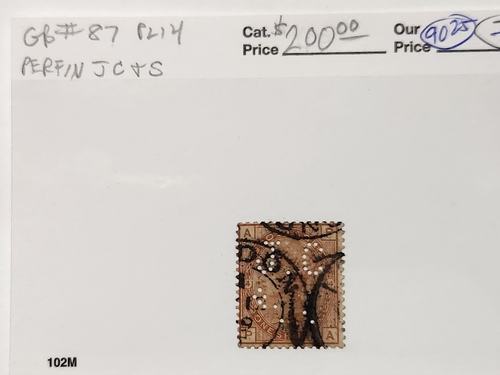 GB# 87 PL14
PERFIN JC&S
Cat. Price $200.00
Our Price 90.25
102M